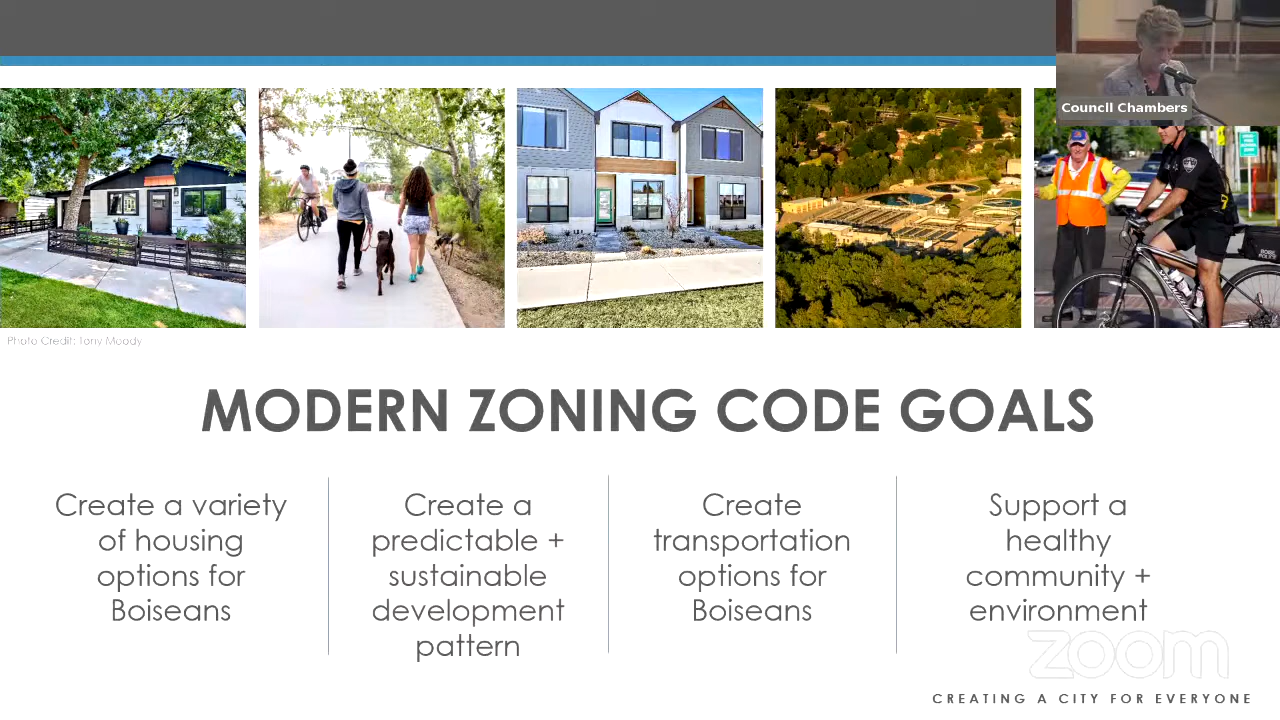 Council Chambers
Photo Credit: Tony Moody
MODERN ZONING CODE GOALS
Create a variety
of housing
options for
Boiseans
Create a
predictable +
sustainable
development
pattern
Create
transportation
options for
Boiseans
Support a
healthy
community +
environment
zoom
CREATING A CITY FOR EVERYONE